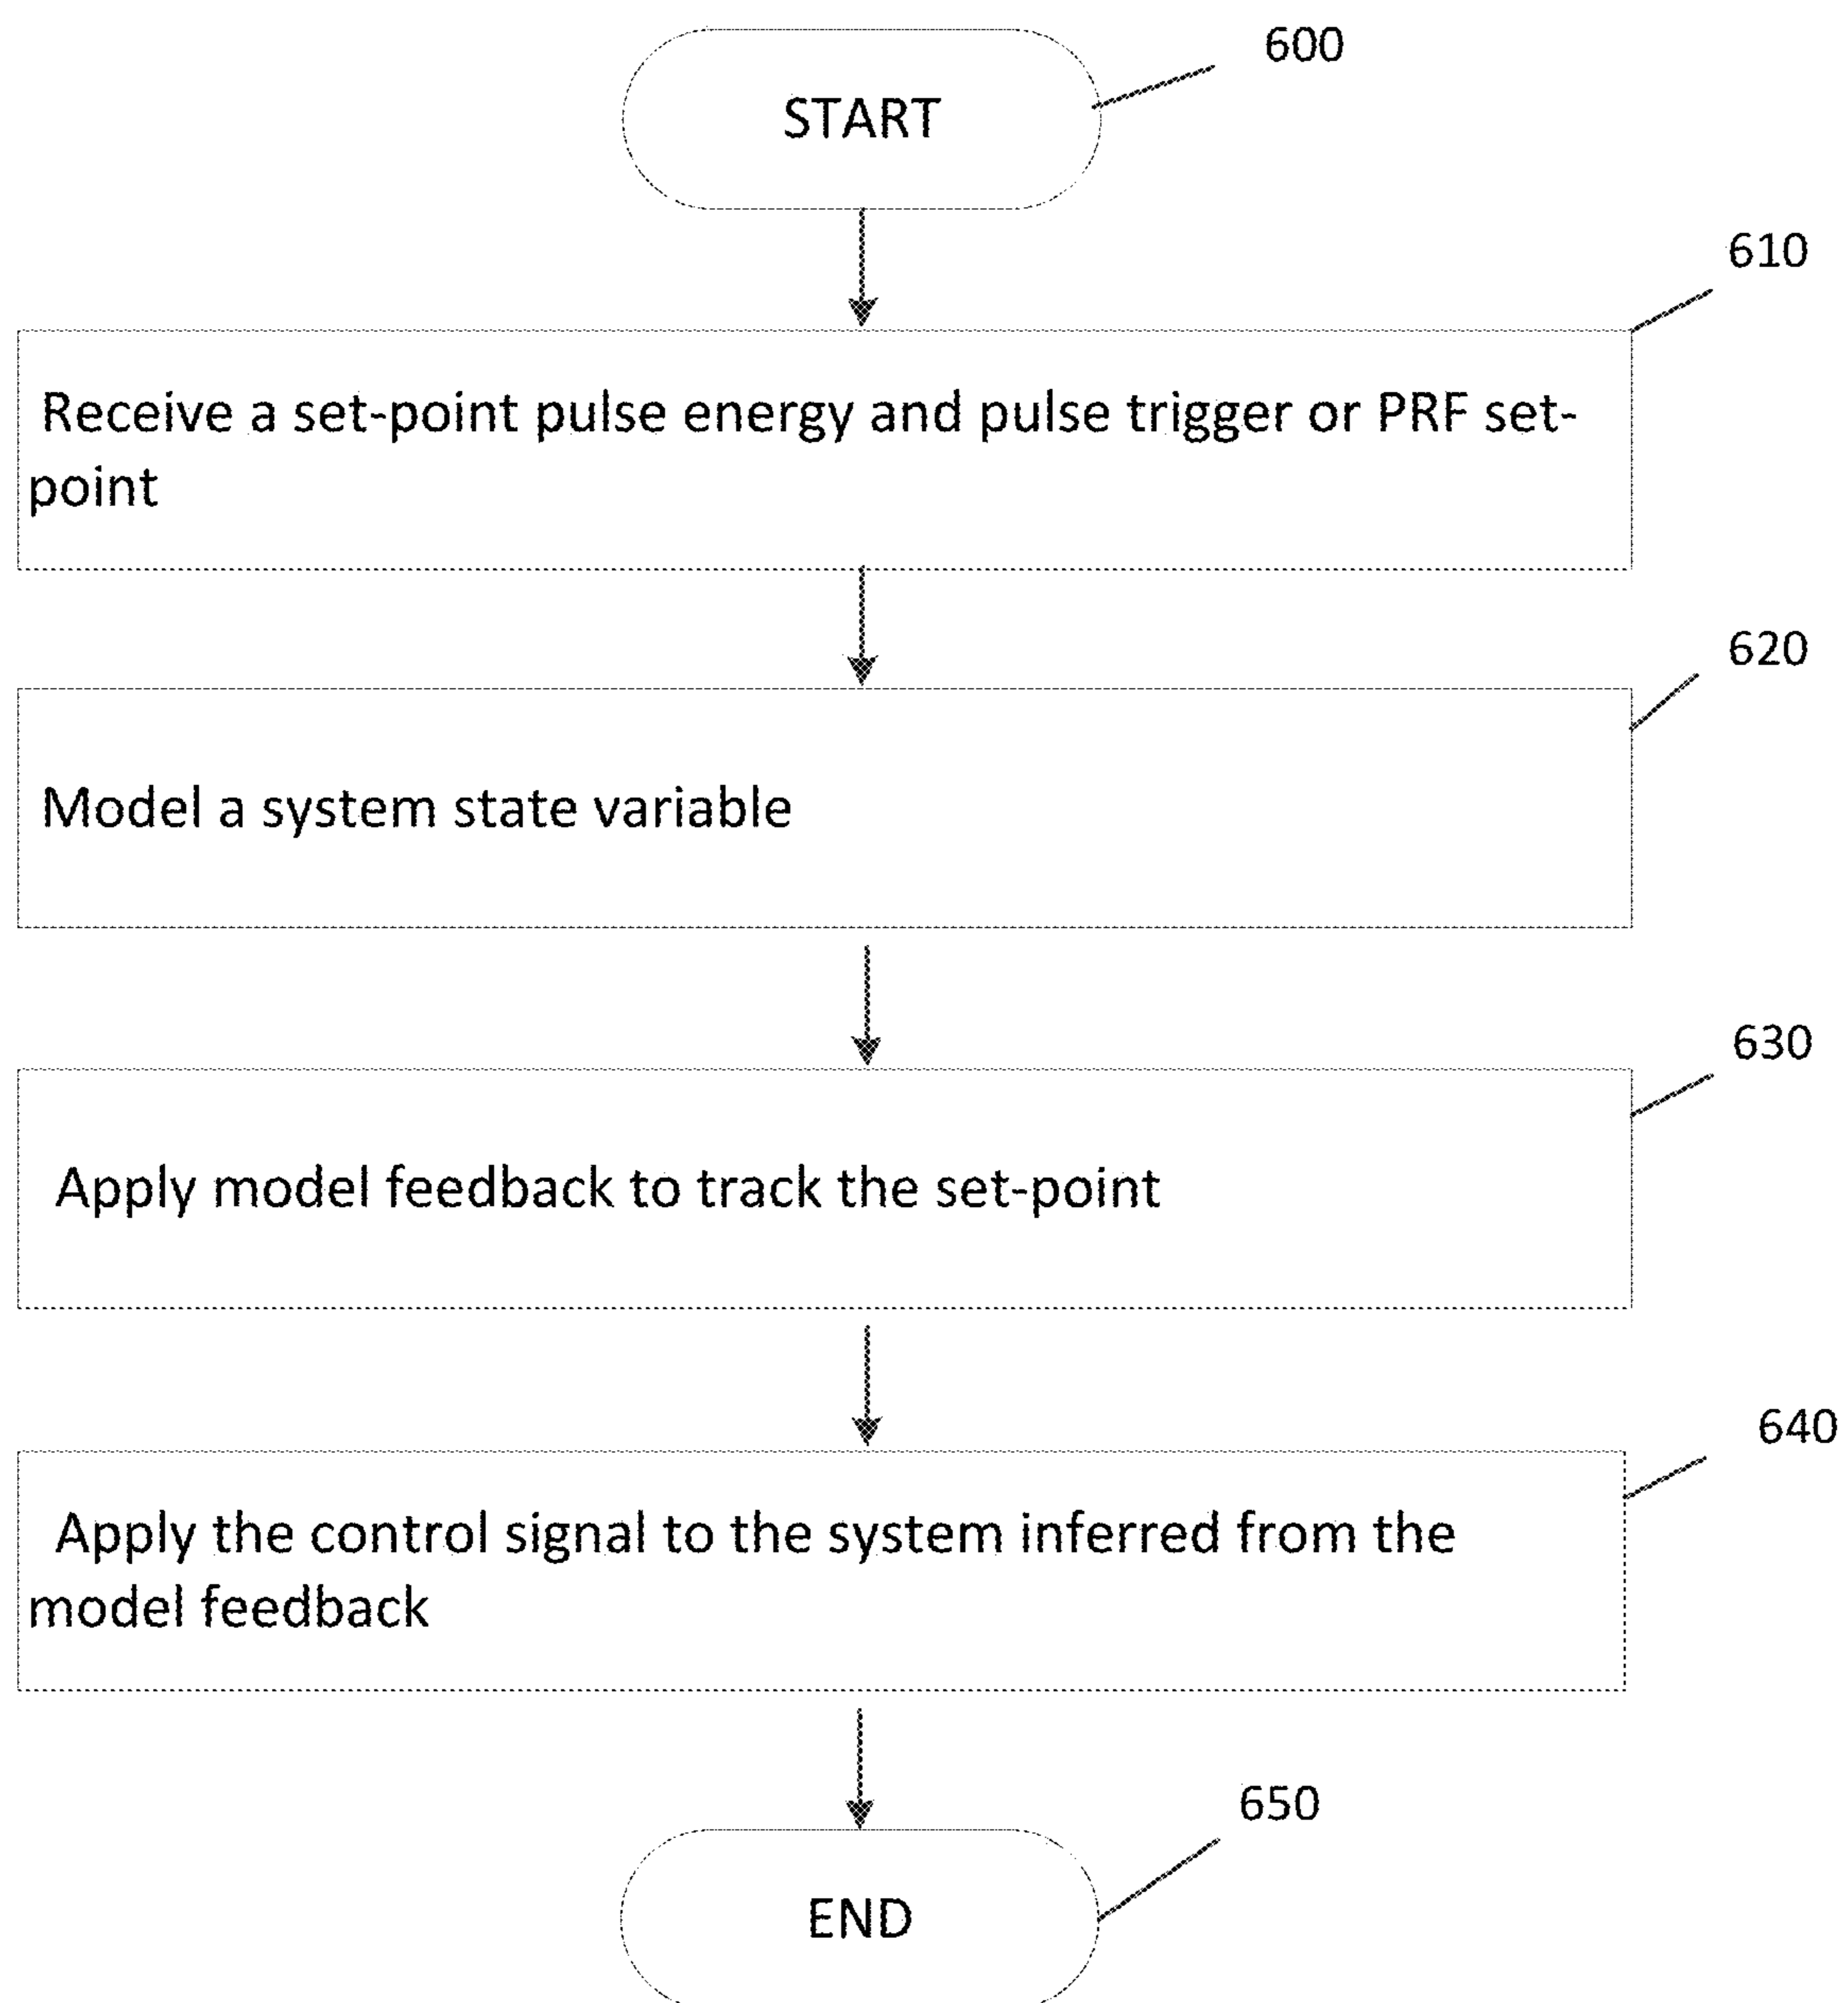 600
START
610
Receive a set-point pulse energy and pulse trigger or PRF set-
point
620
Model a system state variable
630
Apply model feedback to track the set-point
640
Apply the control signal to the system inferred from the
model feedback
650
END